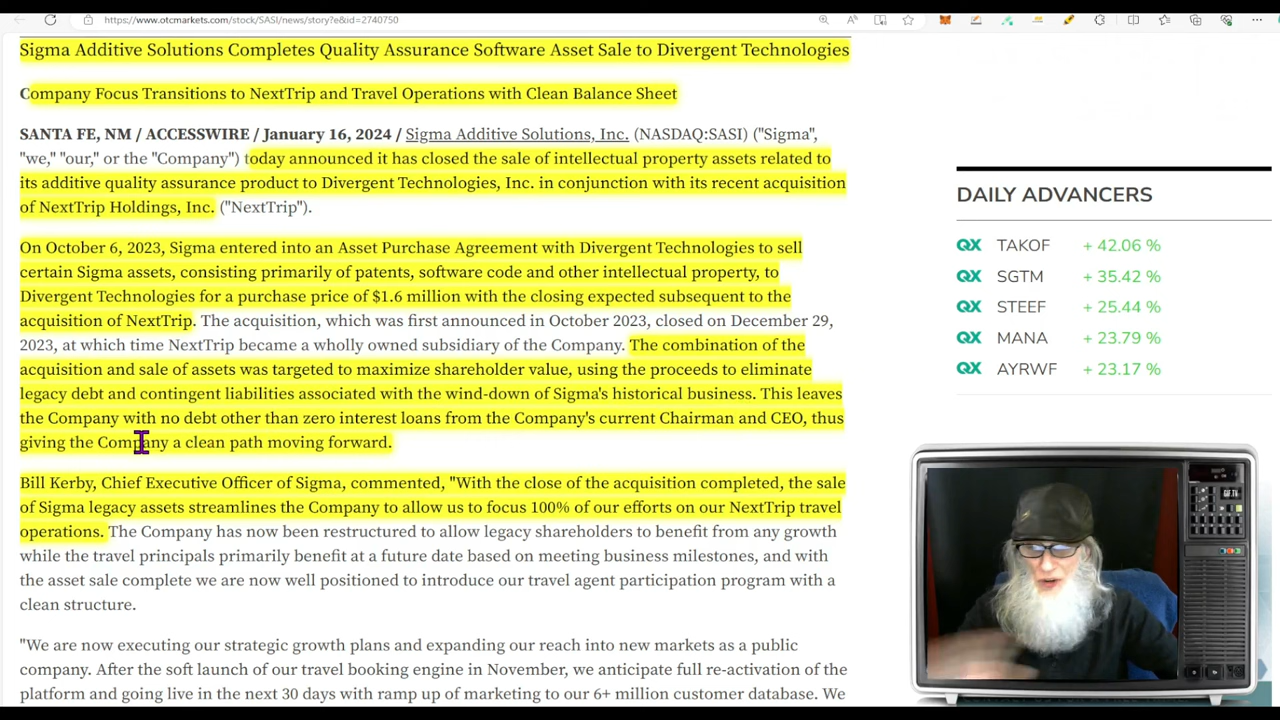 https://www.otcmarkets.com/stock/SASI/news/story?e&id=2740750
Sigma Additive Solutions Completes Quality Assurance Software Asset Sale to Divergent Technologies
Company Focus Transitions to NextTrip and Travel Operations with Clean Balance Sheet
SANTA FE, NM / ACCESSWIRE / January 16, 2024 / Sigma Additive Solutions, Inc. (NASDAQ:SASI) ("Sigma",
"we," "our," or the "Company") today announced it has closed the sale of intellectual property assets related to
its additive quality assurance product to Divergent Technologies, Inc. in conjunction with its recent acquisition
of NextTrip Holdings, Inc. ("NextTrip").
On October 6, 2023, Sigma entered into an Asset Purchase Agreement with Divergent Technologies to sell
certain Sigma assets, consisting primarily of patents, software code and other intellectual property, to
Divergent Technologies for a purchase price of $1.6 million with the closing expected subsequent to the
acquisition of NextTrip. The acquisition, which was first announced in October 2023, closed on December 29,
2023, at which time NextTrip became a wholly owned subsidiary of the Company. The combination of the
acquisition and sale of assets was targeted to maximize shareholder value, using the proceeds to eliminate
legacy debt and contingent liabilities associated with the wind-down of Sigma's historical business. This leaves
the Company with no debt other than zero interest loans from the Company's current Chairman and CEO, thus
giving the Company a clean path moving forward.
Bill Kerby, Chief Executive Officer of Sigma, commented, "With the close of the acquisition completed, the sale
of Sigma legacy assets streamlines the Company to allow us to focus 100% of our efforts on our NextTrip travel
operations. The Company has now been restructured to allow legacy shareholders to benefit from any growth
while the travel principals primarily benefit at a future date based on meeting business milestones, and with
the asset sale complete we are now well positioned to introduce our travel agent participation program with a
clean structure.
"We are now executing our strategic growth plans and expanding our reach into new markets as a public
company. After the soft launch of our travel booking engine in November, we anticipate full re-activation of the
platform and going live in the next 30 days with ramp up of marketing to our 6+ million customer database. We
DAILY ADVANCERS
QX TAKOF + 42.06 %
QX SGTM + 35.42 %
QX STEEF + 25.44 %
QX MANA + 23.79 %
QX AYRWF + 23.17 %
GIF.TV